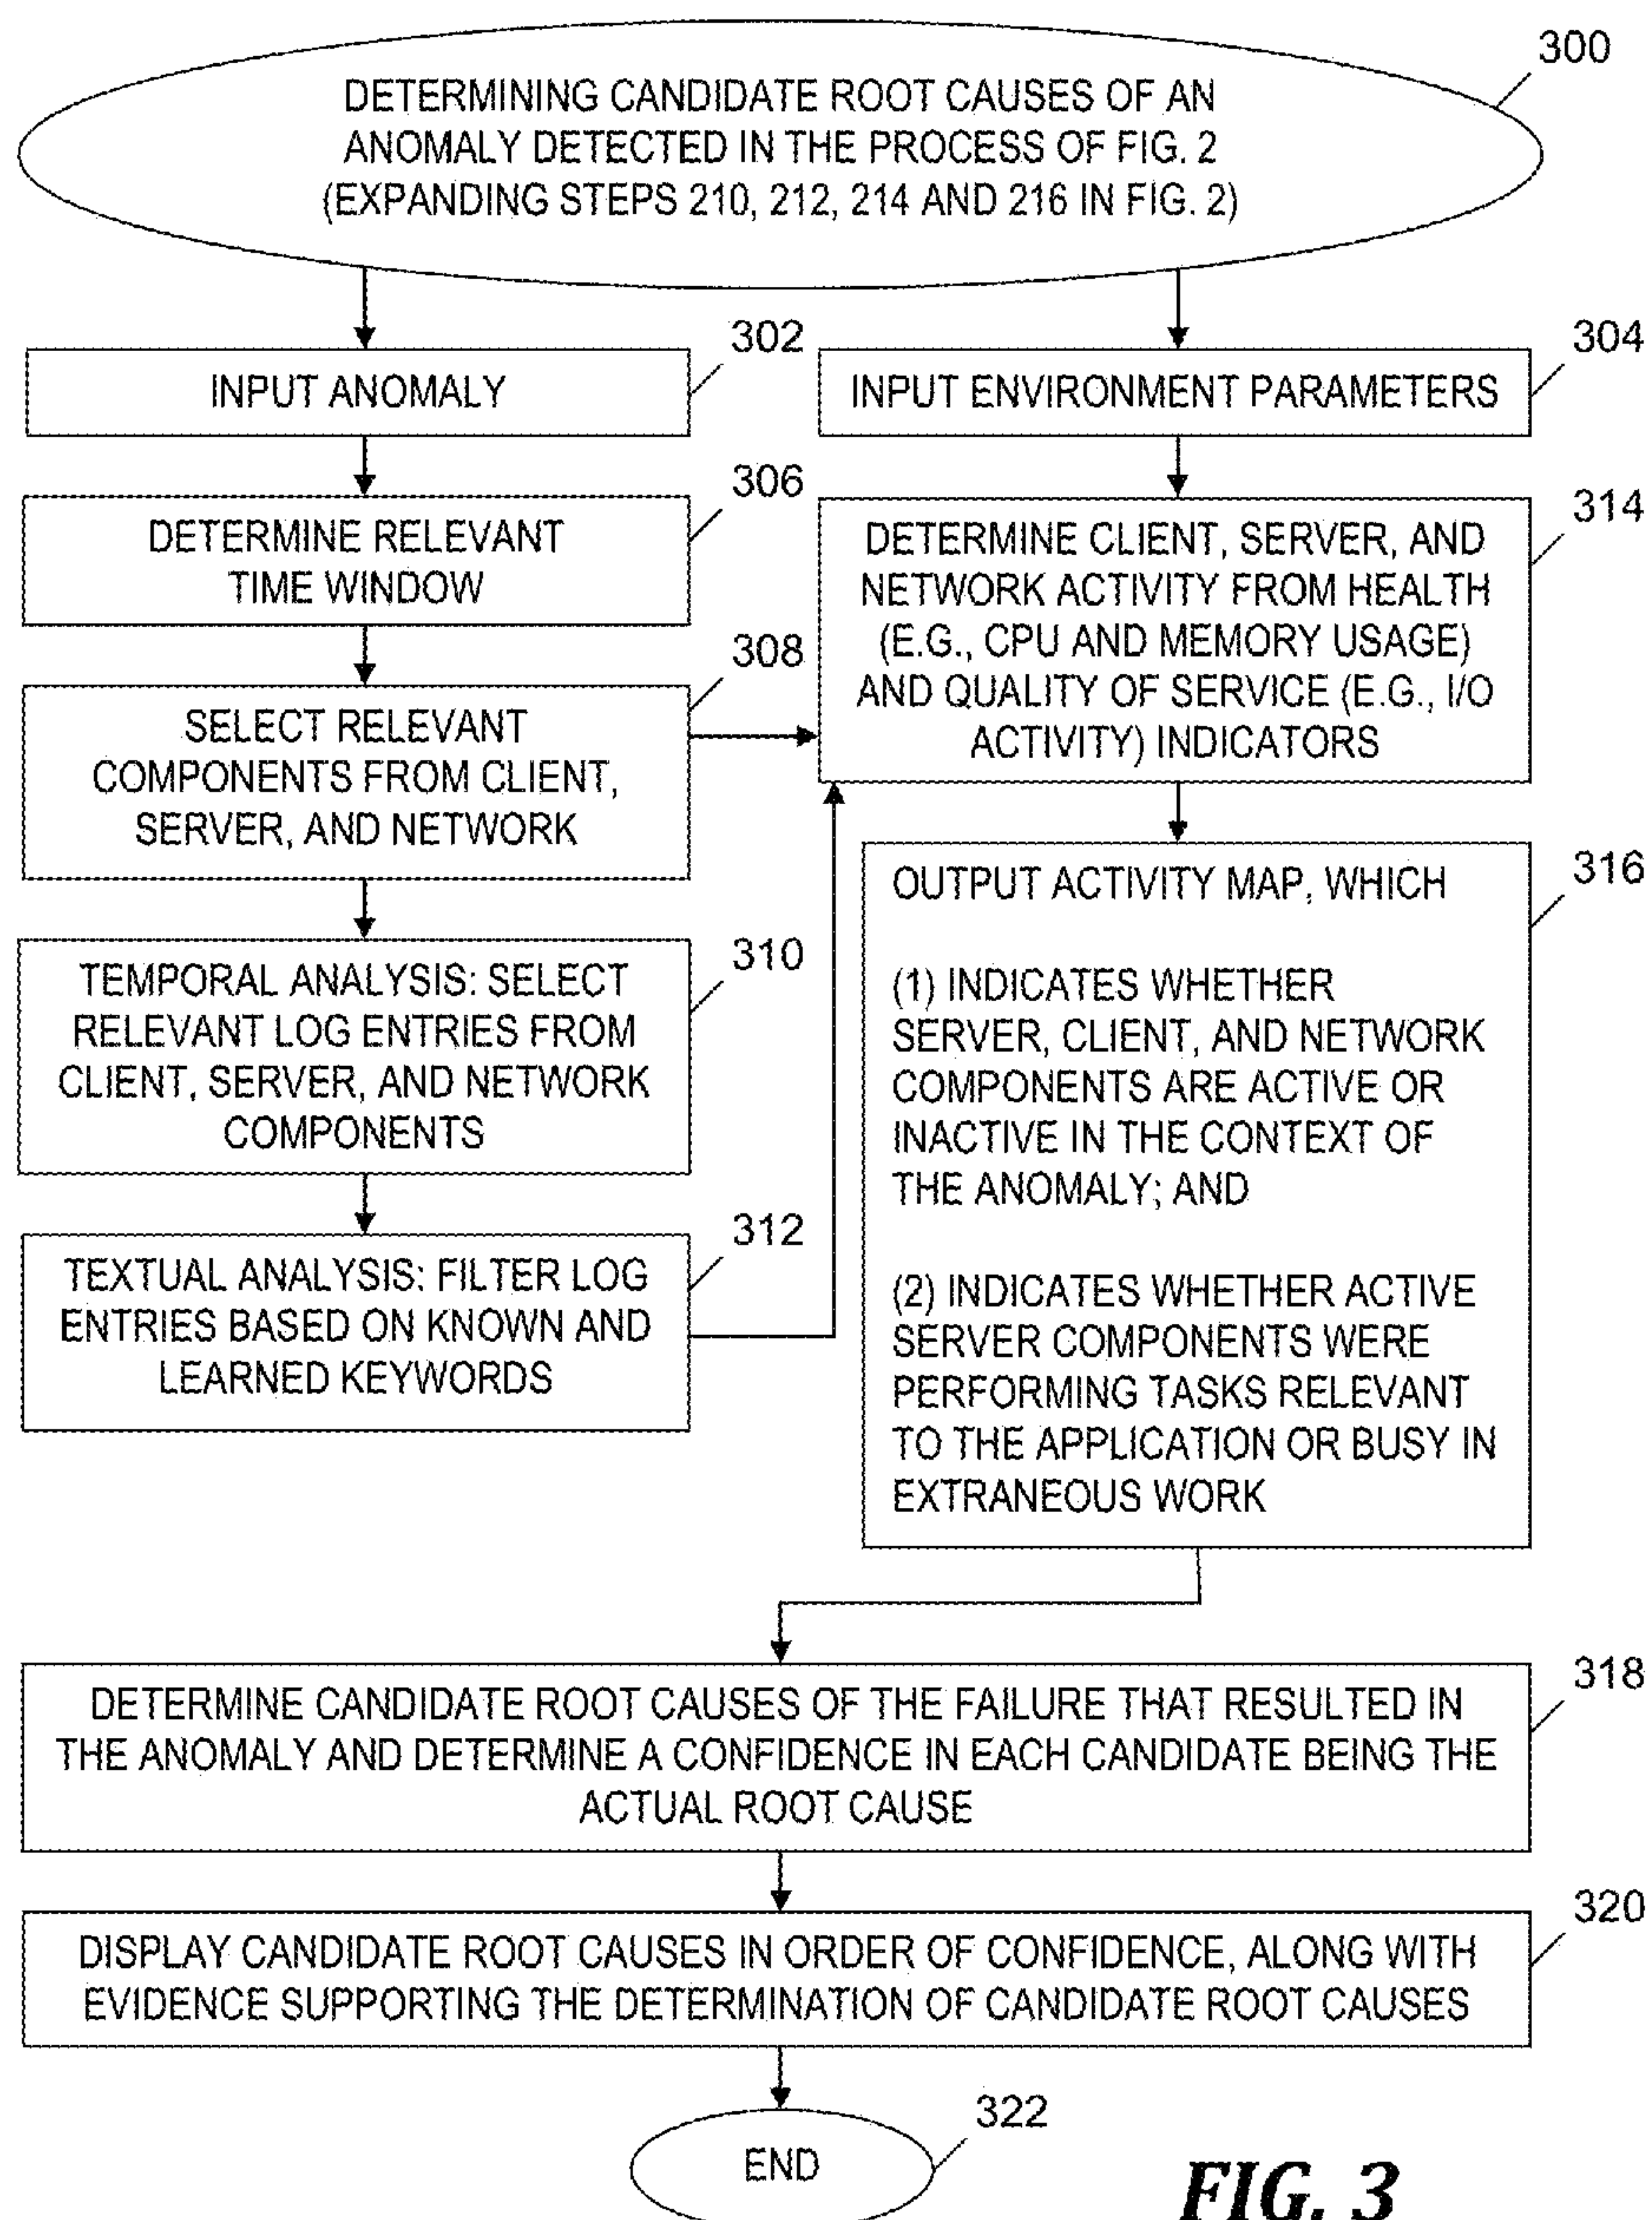 300
DETERMINING CANDIDATE ROOT CAUSES OF AN
ANOMALY DETECTED IN THE PROCESS OF FIG. 2
(EXPANDING STEPS 210, 212, 214 AND 216 IN FIG. 2)
302
INPUT ANOMALY
304
INPUT ENVIRONMENT PARAMETERS
306
DETERMINE RELEVANT
TIME WINDOW
308
SELECT RELEVANT
COMPONENTS FROM CLIENT,
SERVER, AND NETWORK
310
TEMPORAL ANALYSIS: SELECT
RELEVANT LOG ENTRIES FROM
CLIENT, SERVER, AND NETWORK
COMPONENTS
312
TEXTUAL ANALYSIS: FILTER LOG
ENTRIES BASED ON KNOWN AND
LEARNED KEYWORDS
314
DETERMINE CLIENT, SERVER, AND
NETWORK ACTIVITY FROM HEALTH
(E.G., CPU AND MEMORY USAGE)
AND QUALITY OF SERVICE (E.G., I/O
ACTIVITY) INDICATORS
316
OUTPUT ACTIVITY MAP, WHICH
(1) INDICATES WHETHER
SERVER, CLIENT, AND NETWORK
COMPONENTS ARE ACTIVE OR
INACTIVE IN THE CONTEXT OF
THE ANOMALY; AND
(2) INDICATES WHETHER ACTIVE
SERVER COMPONENTS WERE
PERFORMING TASKS RELEVANT
TO THE APPLICATION OR BUSY IN
EXTRANEOUS WORK
318
DETERMINE CANDIDATE ROOT CAUSES OF THE FAILURE THAT RESULTED IN
THE ANOMALY AND DETERMINE A CONFIDENCE IN EACH CANDIDATE BEING THE
ACTUAL ROOT CAUSE
320
DISPLAY CANDIDATE ROOT CAUSES IN ORDER OF CONFIDENCE, ALONG WITH
EVIDENCE SUPPORTING THE DETERMINATION OF CANDIDATE ROOT CAUSES
322
END
FIG. 3